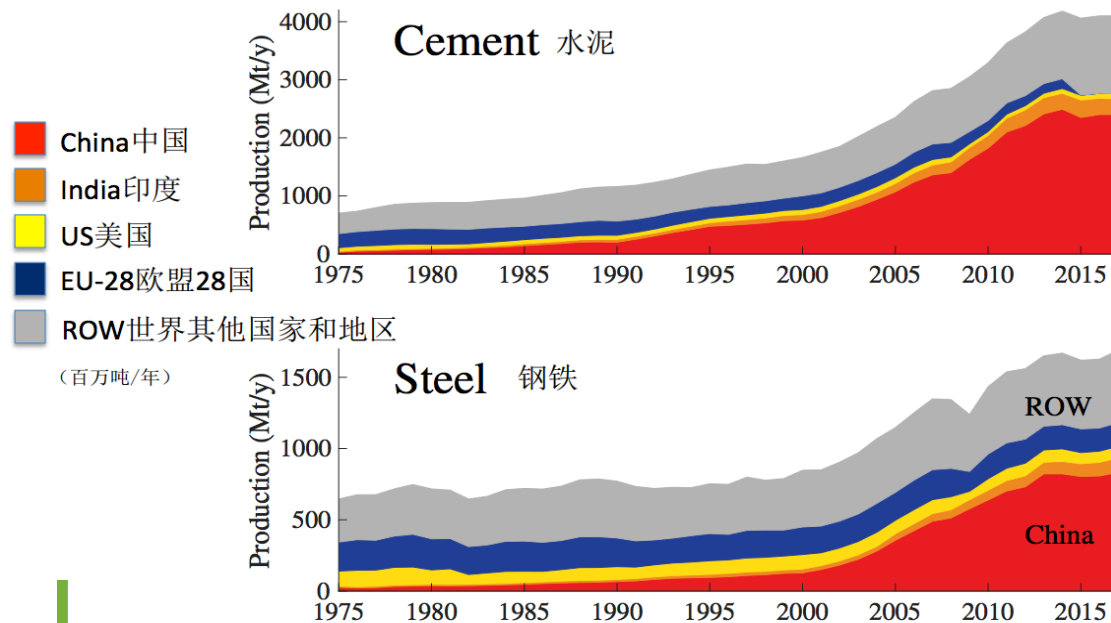 China中国
India印度
US美国
EU-28欧盟28国
ROW世界其他国家和地区
（百万吨/年）
Cement 水泥
Production (Mt/y)
4000
3000
2000
1000
0
1975 1980 1985 1990 1995 2000 2005 2010 2015
Steel 钢铁
Production (Mt/y)
1500
1000
500
0
ROW
China
1975 1980 1985 1990 1995 2000 2005 2010 2015